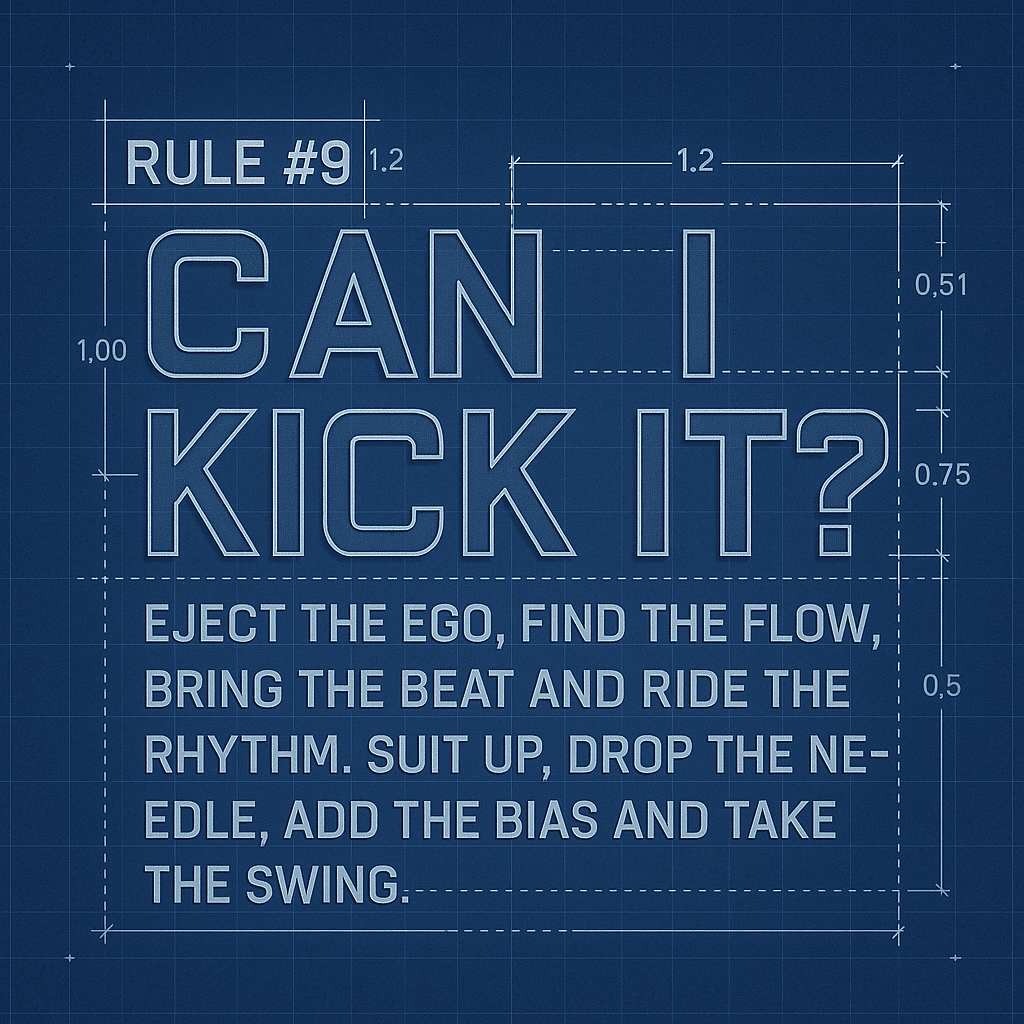 RULE #9
1.2
1.2
CAN I
0,51
1,00
KICK IT?
0.75
EJECT THE EGO, FIND THE FLOW,
BRING THE BEAT AND RIDE THE
0,5
RHYTHM. SUIT UP, DROP THE NE-
EDLE, ADD THE BIAS AND TAKE
THE SWING.